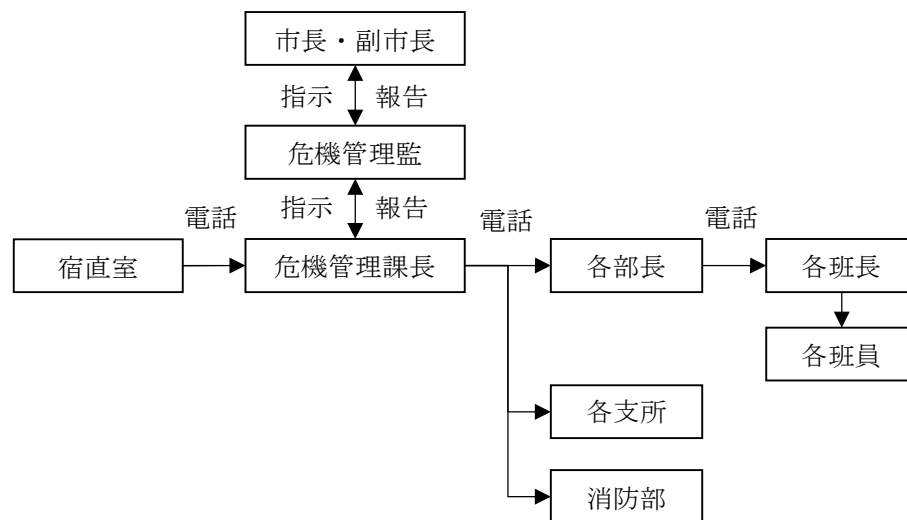 市長・副市長
指示 報告
危機管理監
指示 報告
電話 電話 電話
宿直室 危機管理課長 各部長 各班長
各班員
各支所
消防部